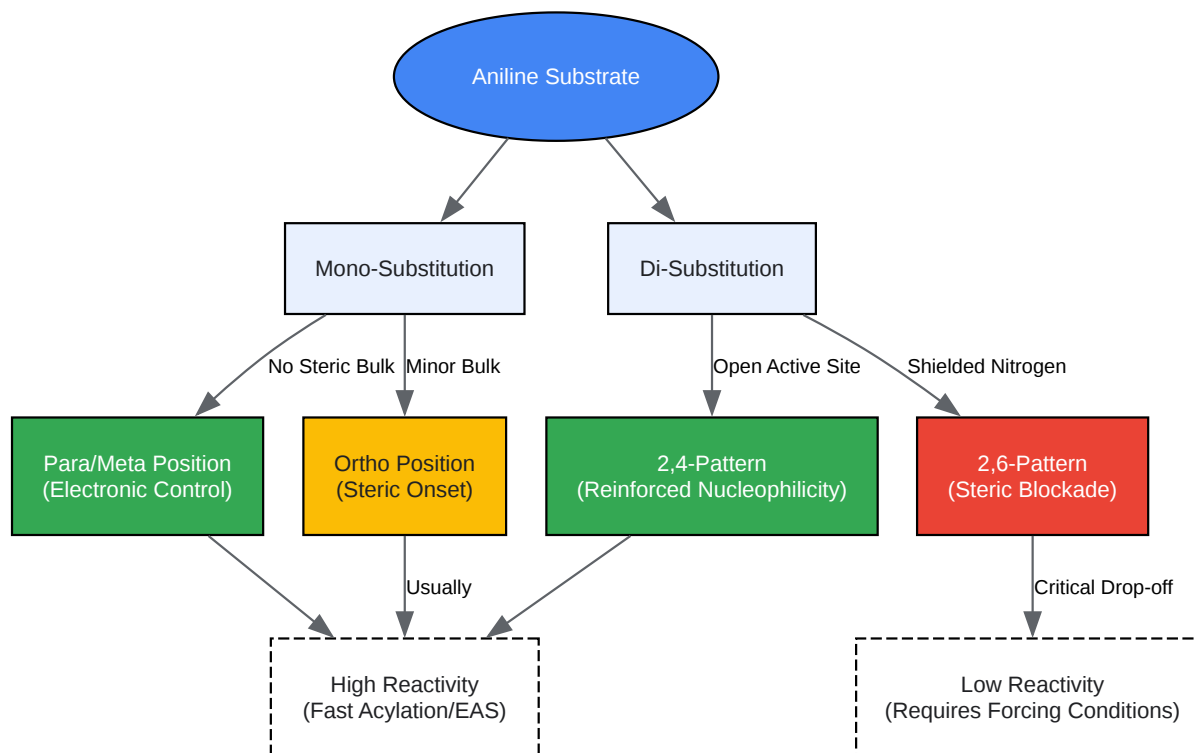 Aniline Substrate
Mono-Substitution
Di-Substitution
No Steric Bulk
Minor Bulk
Open Active Site
Shielded Nitrogen
Para/Meta Position
(Electronic Control)
Ortho Position
(Steric Onset)
2,4-Pattern
(Reinforced Nucleophilicity)
2,6-Pattern
(Steric Blockade)
Usually
Critical Drop-off
High Reactivity
(Fast Acylation/EAS)
Low Reactivity
(Requires Forcing Conditions)